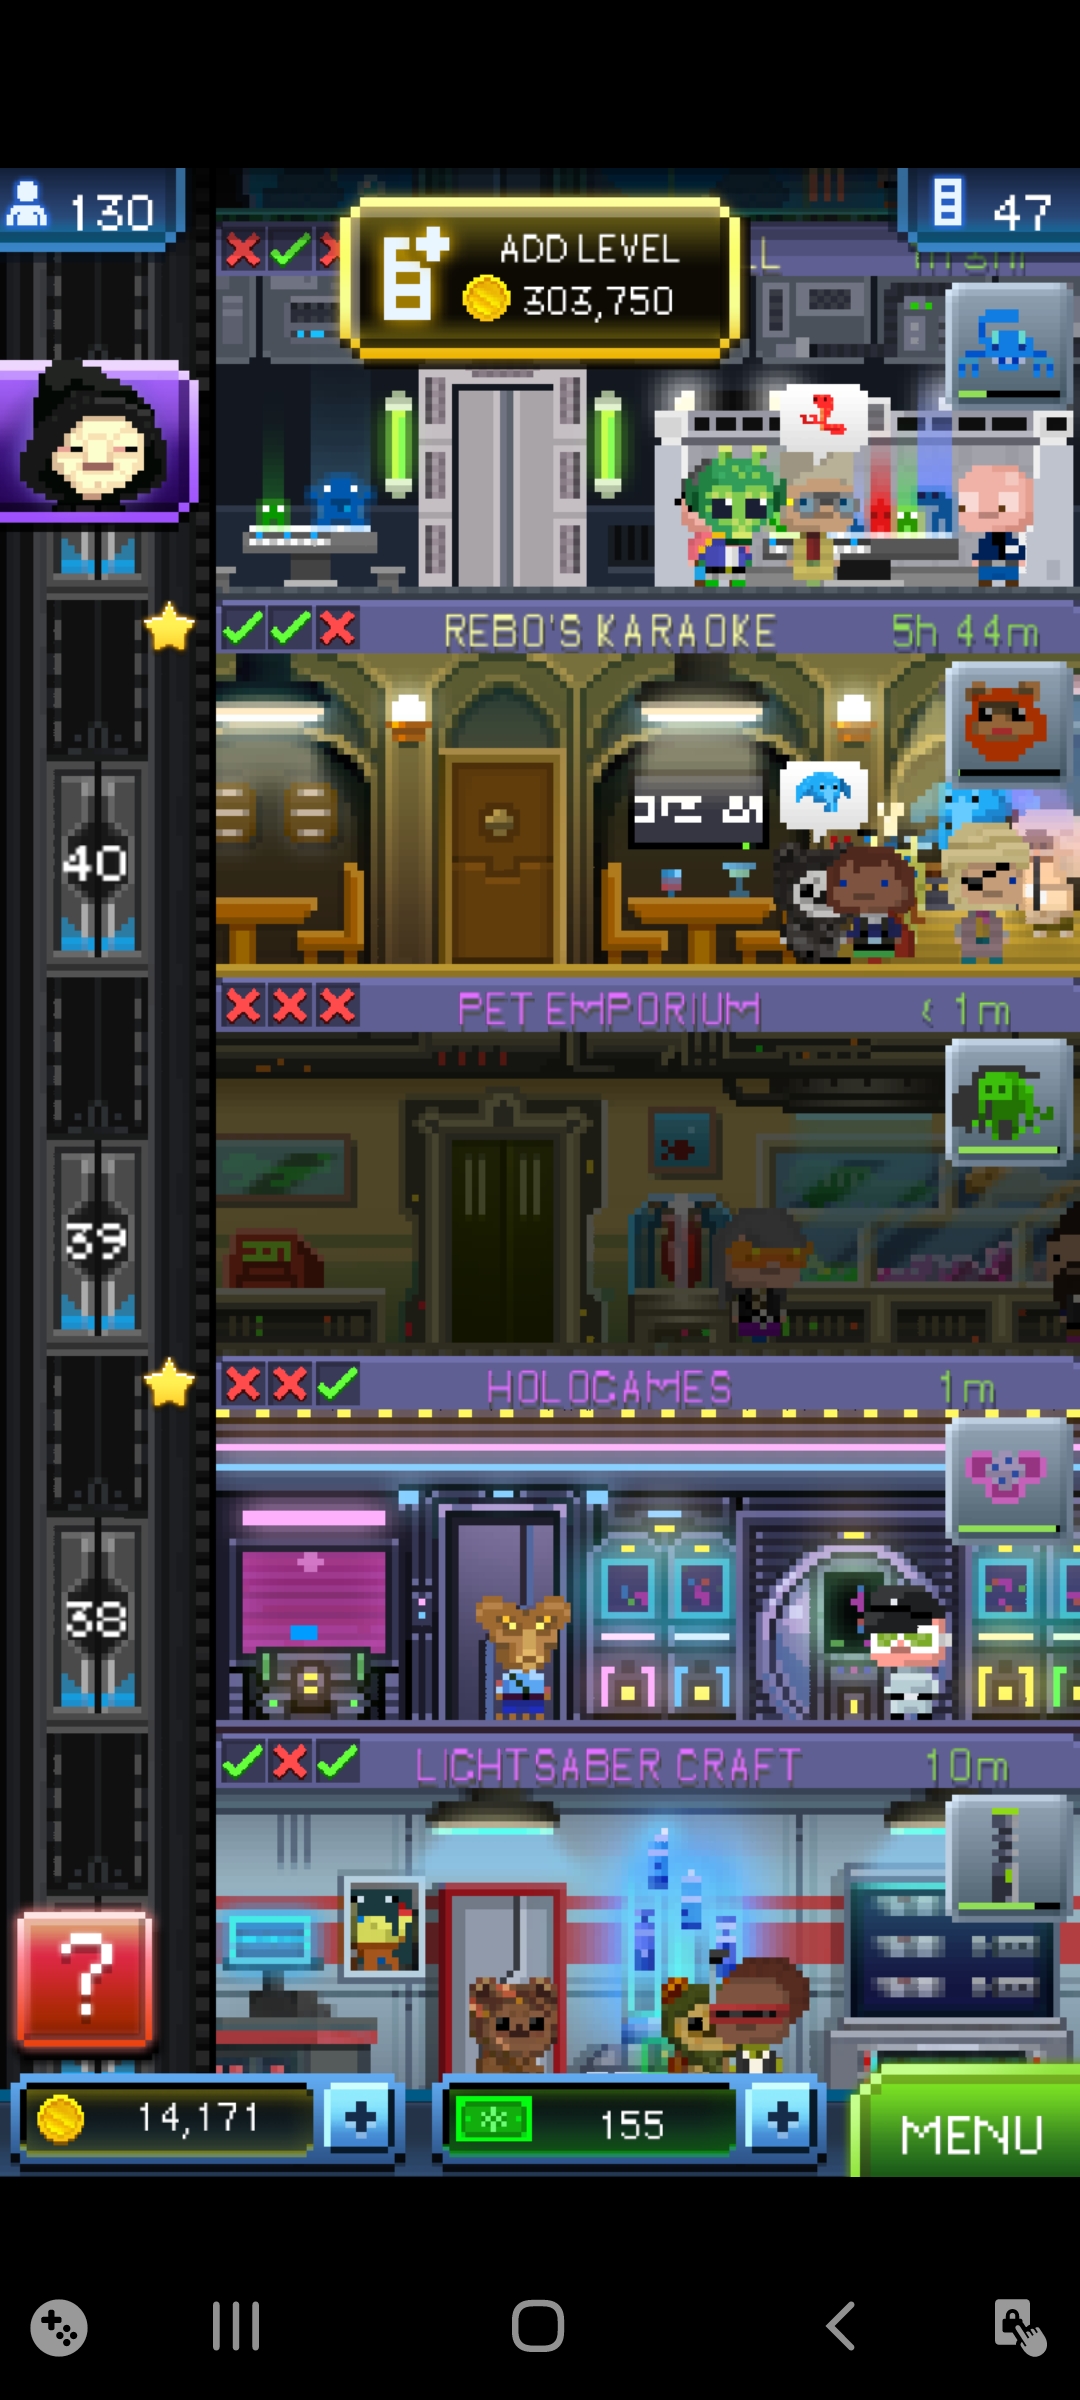 130
47
ADD LEVEL
303,750
REBO'S KARAOKE
5h 44m
40
PET EMPORIUM
< 1m
39
HOLOGAMES
1m
38
LIGHTSABER CRAFT
10m
?
14,171
155
MENU